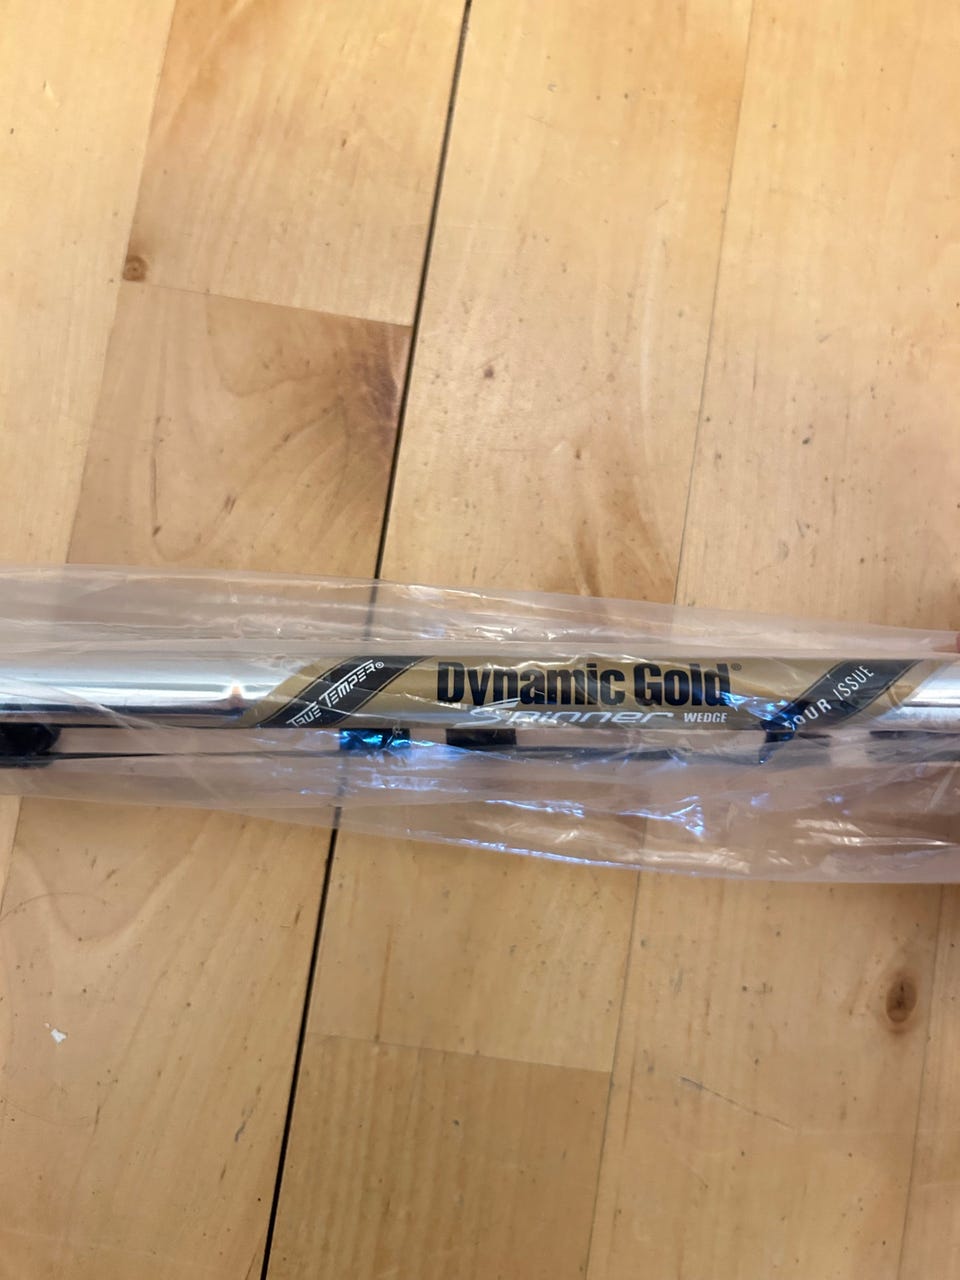 TRUE TEMPER®
Dynamic Gold®
Spinner WEDGE
TOUR ISSUE